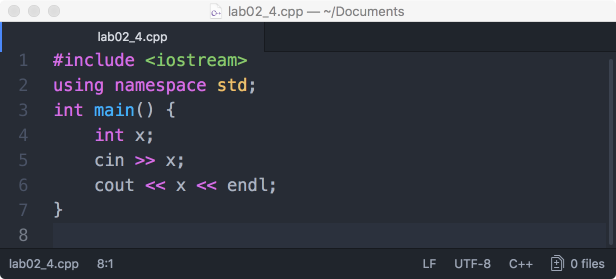 lab02_4.cpp — ~/Documents
lab02_4.cpp
1 #include <iostream>
2 using namespace std;
3 int main() {
4     int x;
5     cin >> x;
6     cout << x << endl;
7 }
8
lab02_4.cpp 8:1 LF UTF-8 C++ 0 files